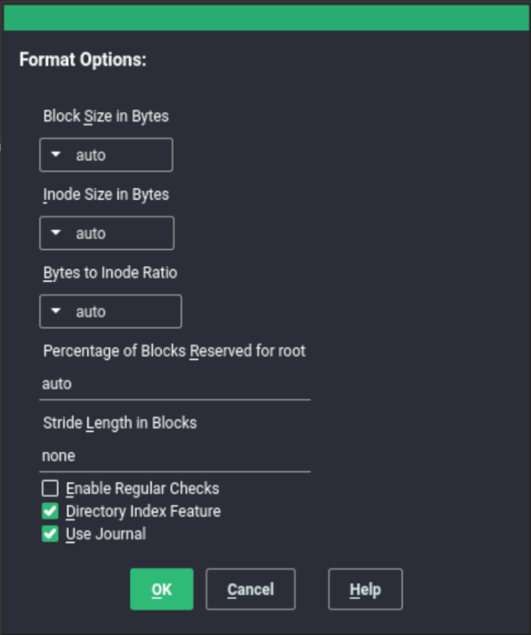 Format Options:
Block Size in Bytes
auto
Inode Size in Bytes
auto
Bytes to Inode Ratio
auto
Percentage of Blocks Reserved for root
auto
Stride Length in Blocks
none
Enable Regular Checks
Directory Index Feature
Use Journal
OK Cancel Help